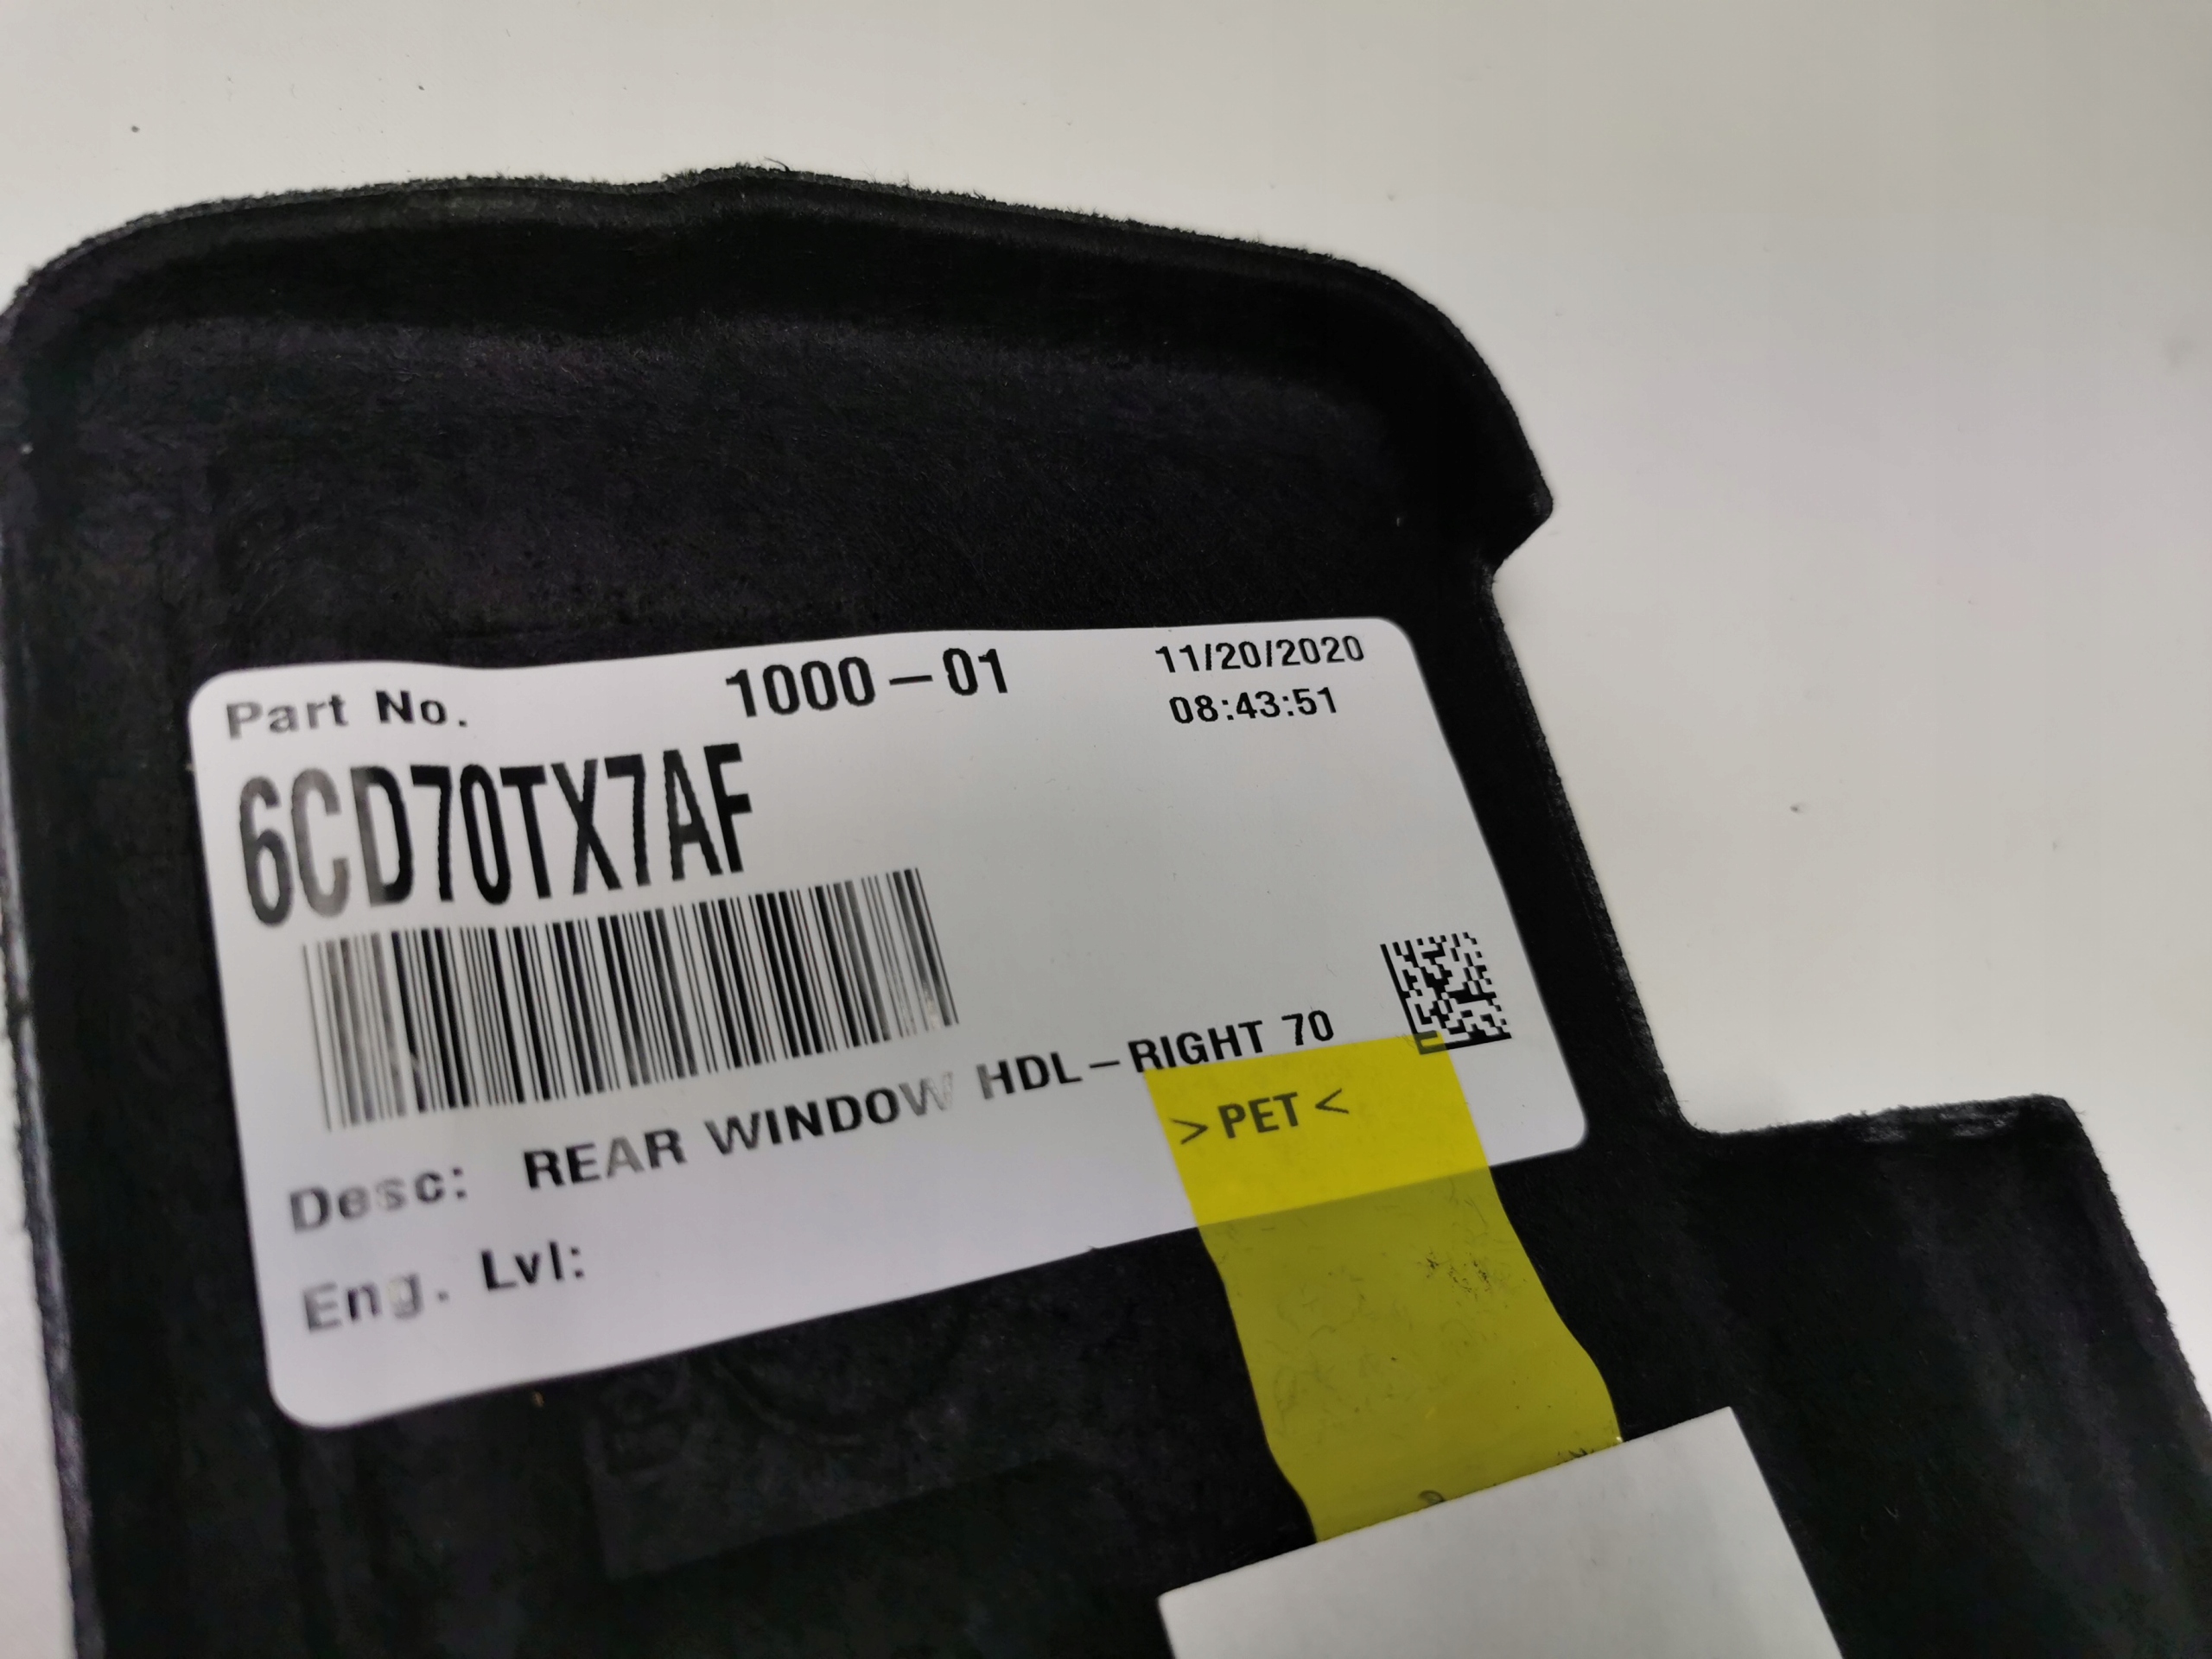 Part No. 1000-01 11/20/2020
08:43:51
6CD70TX7AF
Desc: REAR WINDOW HDL-RIGHT 70
>PET<
Eng. Lvl: